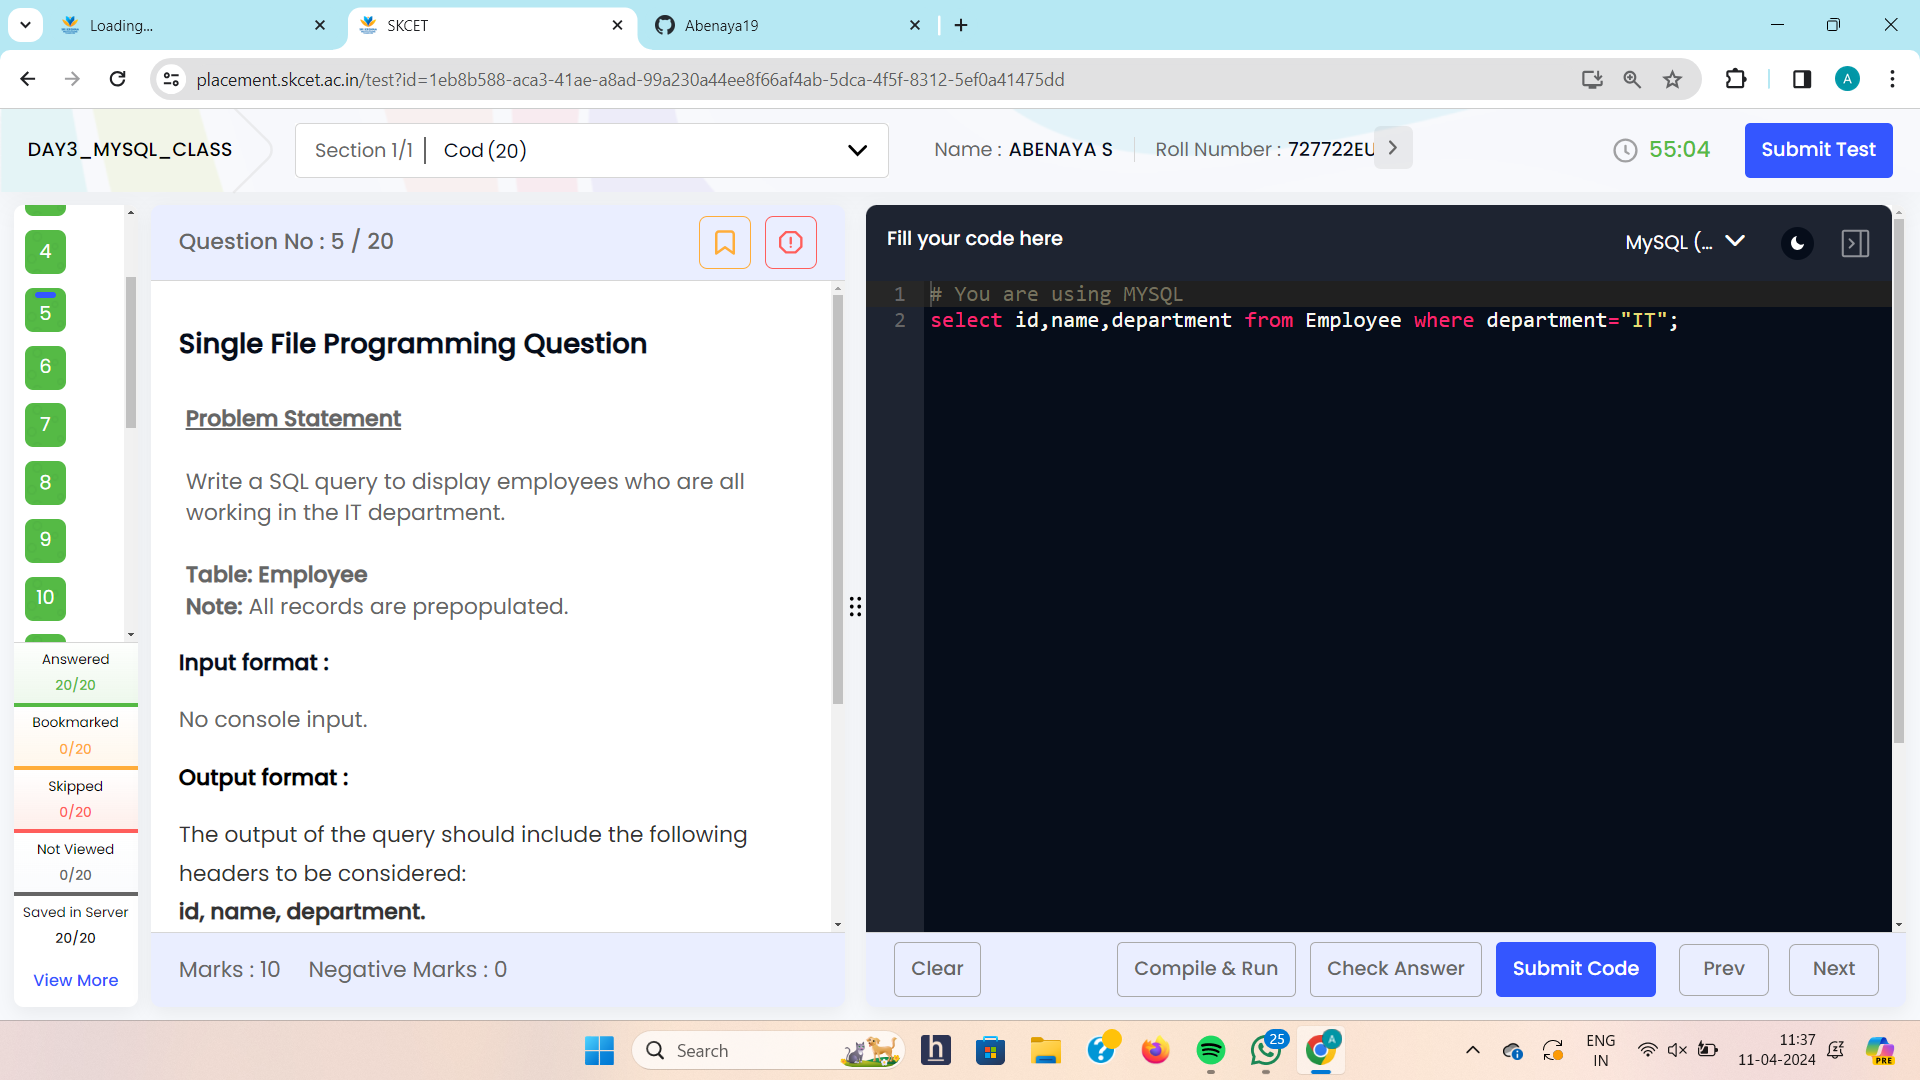 Loading...
SKCET
Abenaya19
placement.skcet.ac.in/test?id=1eb8b588-aca3-41ae-a8ad-99a230a44ee8f66af4ab-5dca-4f5f-8312-5ef0a41475dd
A
DAY3_MYSQL_CLASS
Section 1/1 | Cod (20)
Name : ABENAYA S
Roll Number : 727722EU
55:04
Submit Test
4
5
6
7
8
9
10
Answered
20/20
Bookmarked
0/20
Skipped
0/20
Not Viewed
0/20
Saved in Server
20/20
View More
Question No : 5 / 20
Single File Programming Question
Problem Statement
Write a SQL query to display employees who are all
working in the IT department.
Table: Employee
Note: All records are prepopulated.
Input format :
No console input.
Output format :
The output of the query should include the following
headers to be considered:
id, name, department.
Marks : 10 Negative Marks : 0
Fill your code here
MySQL (...
1 # You are using MYSQL
2 select id,name,department from Employee where department="IT";
Clear
Compile & Run
Check Answer
Submit Code
Prev
Next
Search
h
25
A
ENG
IN
11:37
11-04-2024
PRE